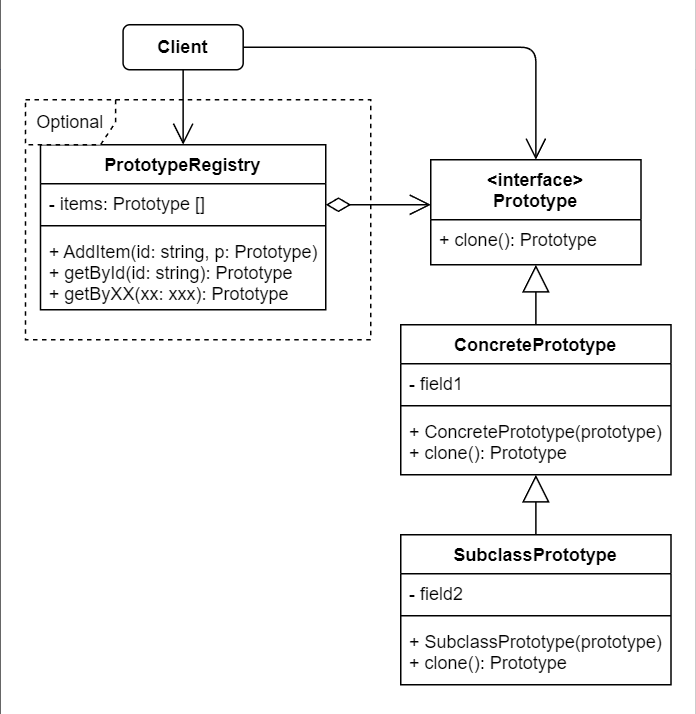 Client
Optional
PrototypeRegistry
- items: Prototype []
+ AddItem(id: string, p: Prototype)
+ getById(id: string): Prototype
+ getByXX(xx: xxx): Prototype
<interface>
Prototype
+ clone(): Prototype
ConcretePrototype
- field1
+ ConcretePrototype(prototype)
+ clone(): Prototype
SubclassPrototype
- field2
+ SubclassPrototype(prototype)
+ clone(): Prototype